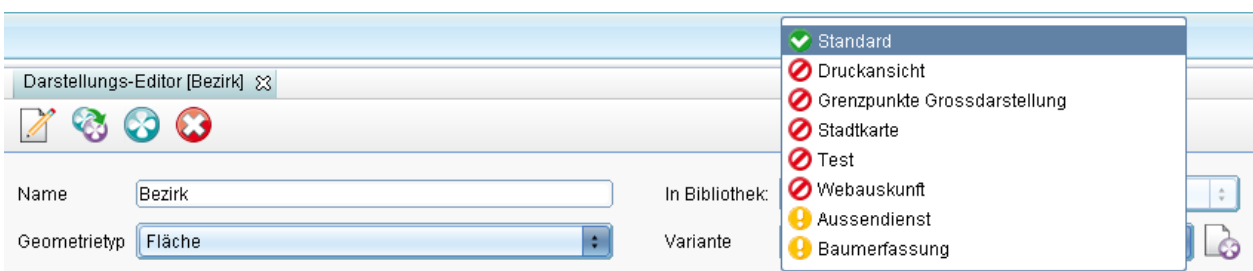 Standard
Darstellungs-Editor [Bezirk]
Druckansicht
Grenzpunkte Grossdarstellung
Stadtkarte
Test
Name Bezirk In Bibliothek: Webauskunft
Aussendienst
Geometrietyp Fläche Variante
Baumerfassung